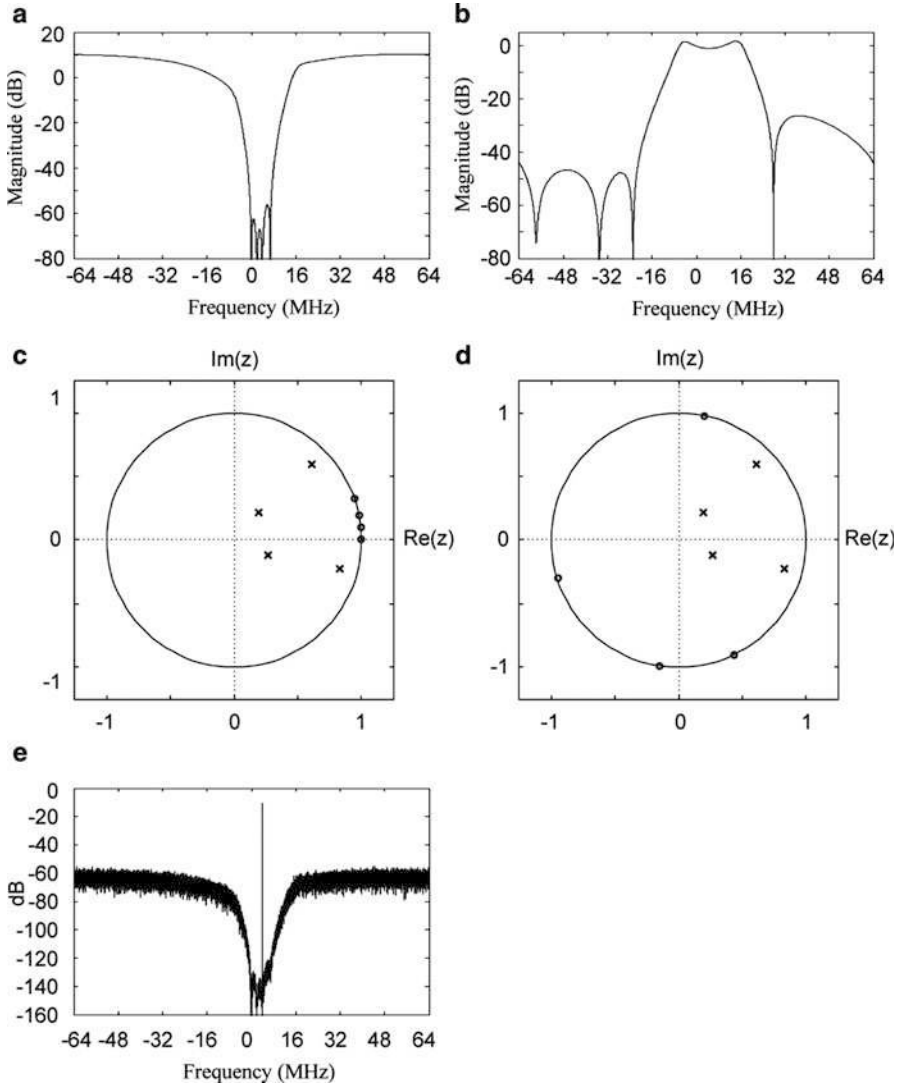 a
20
0
-20
-40
-60
-80
Magnitude (dB)
-64 -48 -32 -16 0 16 32 48 64
Frequency (MHz)
b
0
-20
-40
-60
-80
Magnitude (dB)
-64 -48 -32 -16 0 16 32 48 64
Frequency (MHz)
c
Im(z)
1
0
-1
Re(z)
-1 0 1
d
Im(z)
1
0
-1
Re(z)
-1 0 1
e
0
-20
-40
-60
-80
-100
-120
-140
-160
dB
-64 -48 -32 -16 0 16 32 48 64
Frequency (MHz)